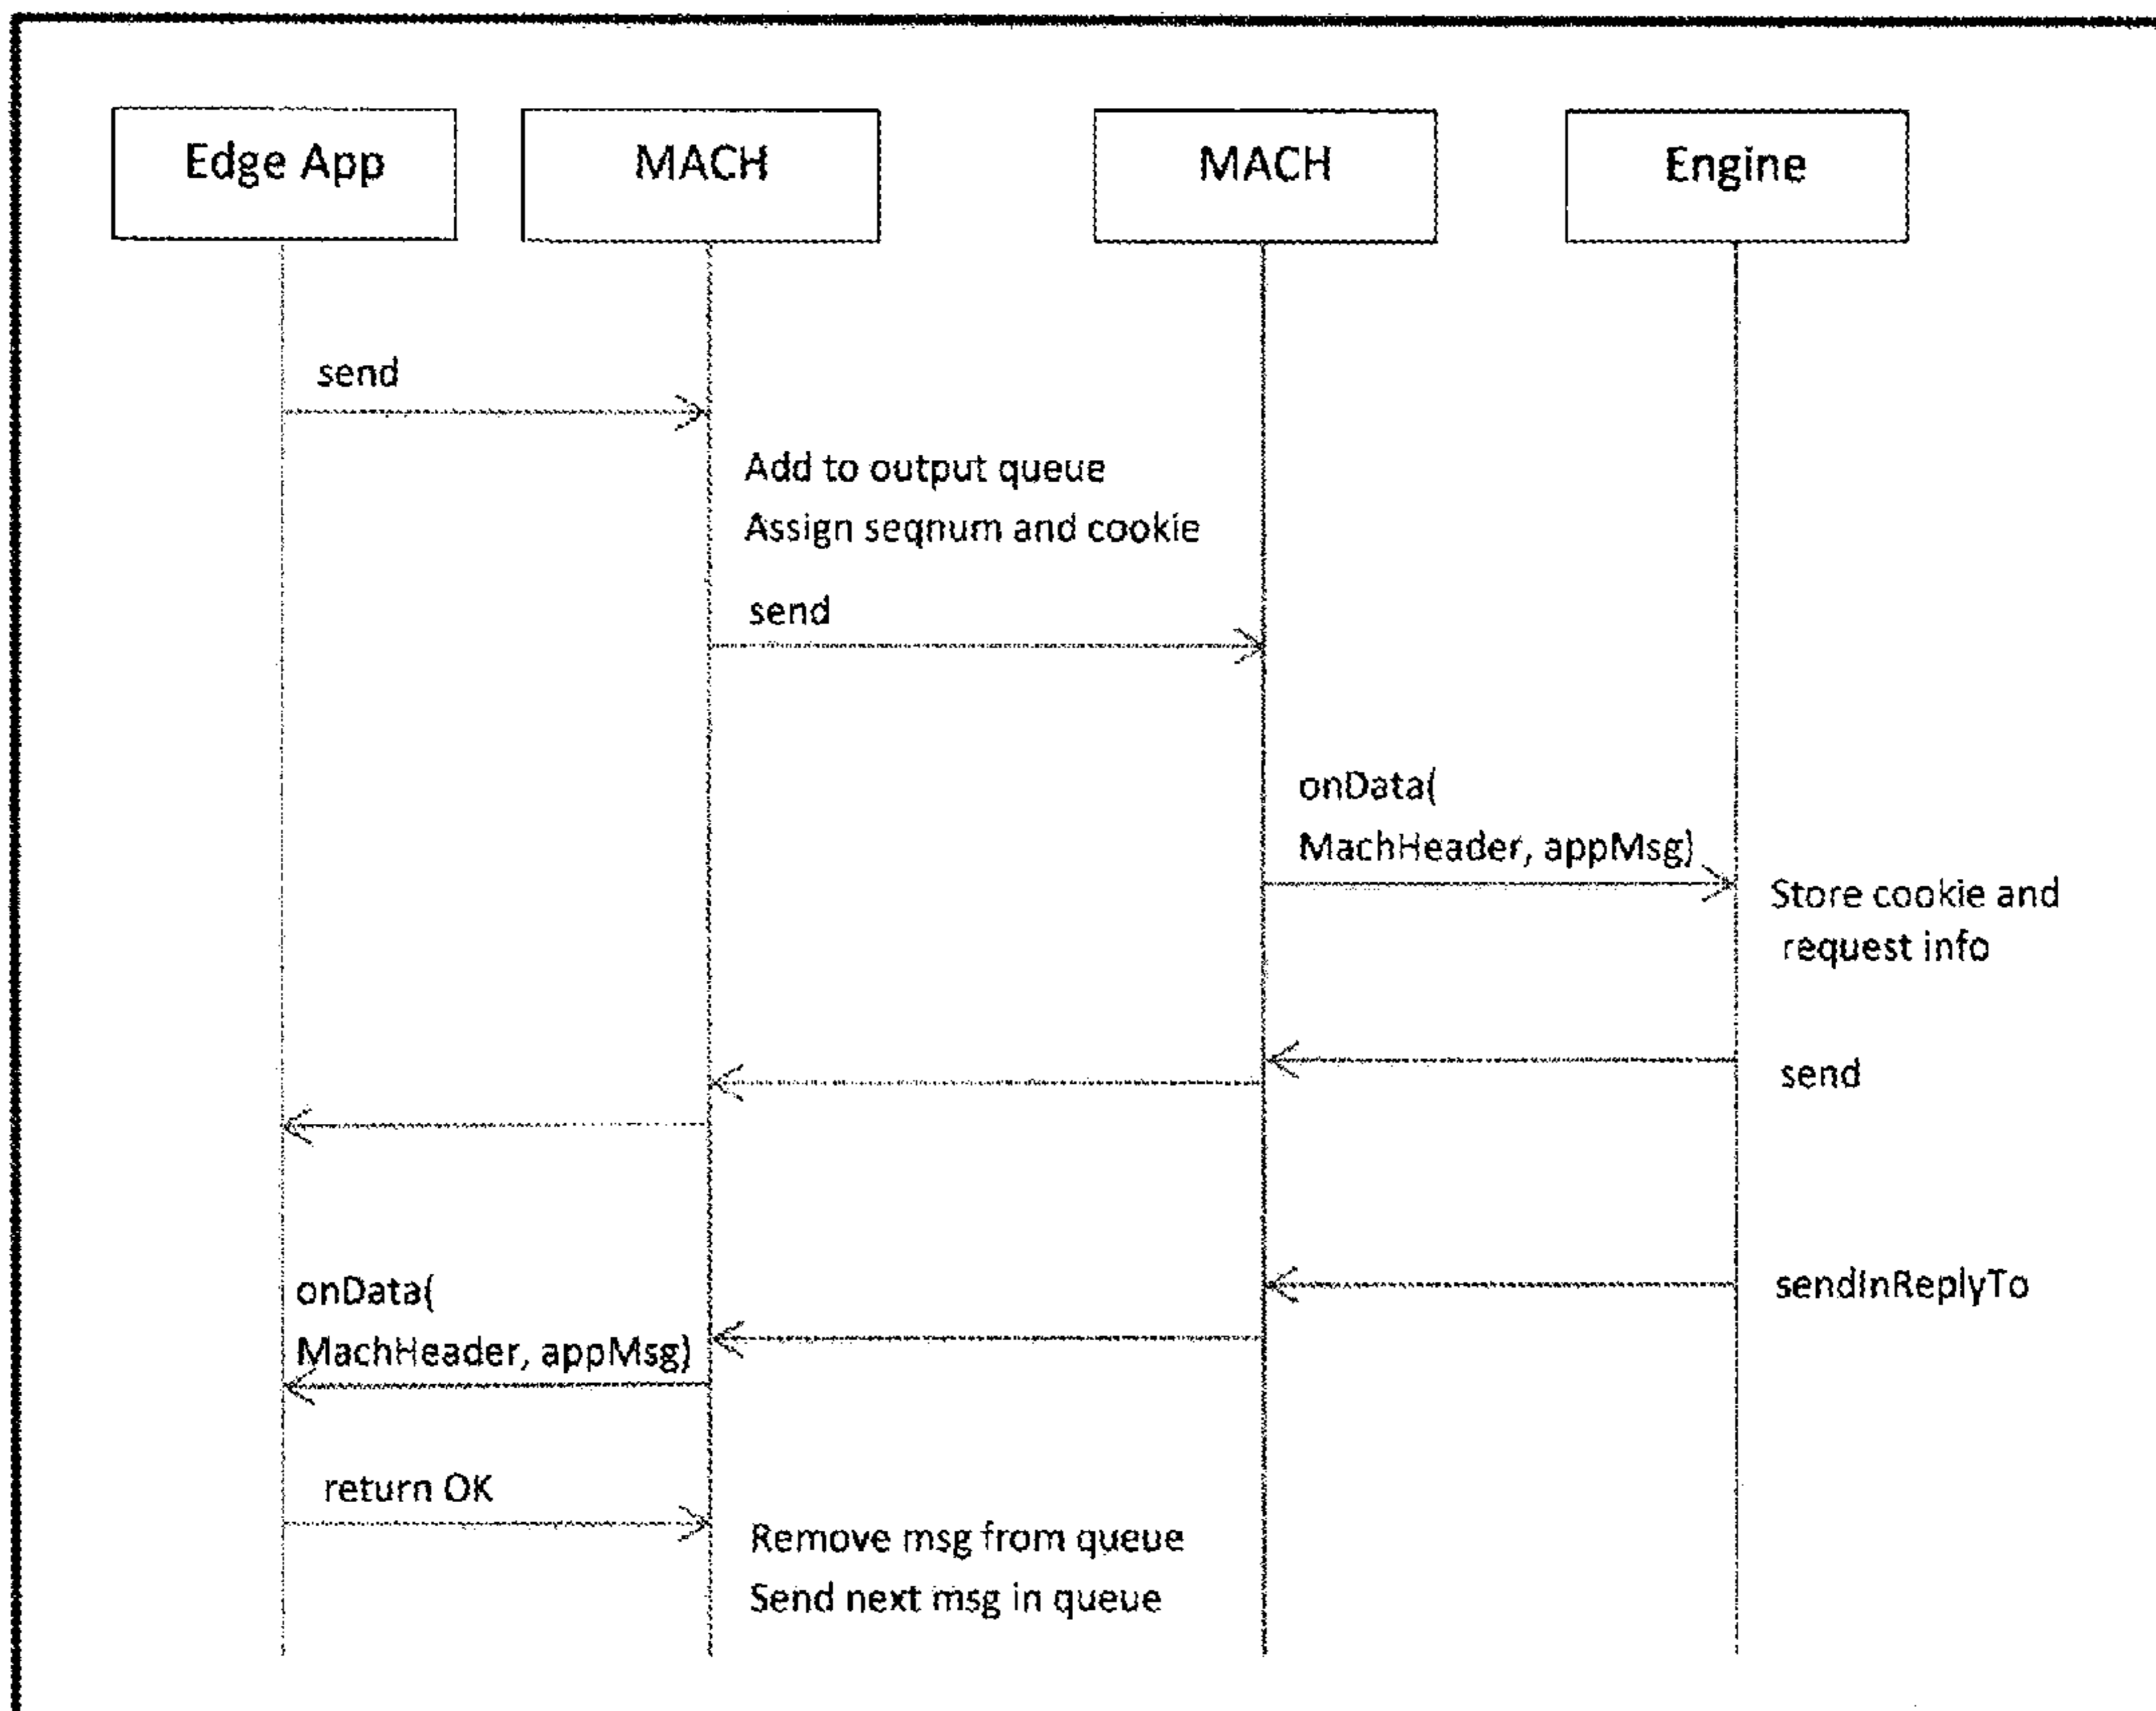 Edge App
MACH
MACH
Engine
send
Add to output queue
Assign seqnum and cookie
send
onData(
MachHeader, appMsg)
Store cookie and
request info
send
sendInReplyTo
onData(
MachHeader, appMsg)
return OK
Remove msg from queue
Send next msg in queue